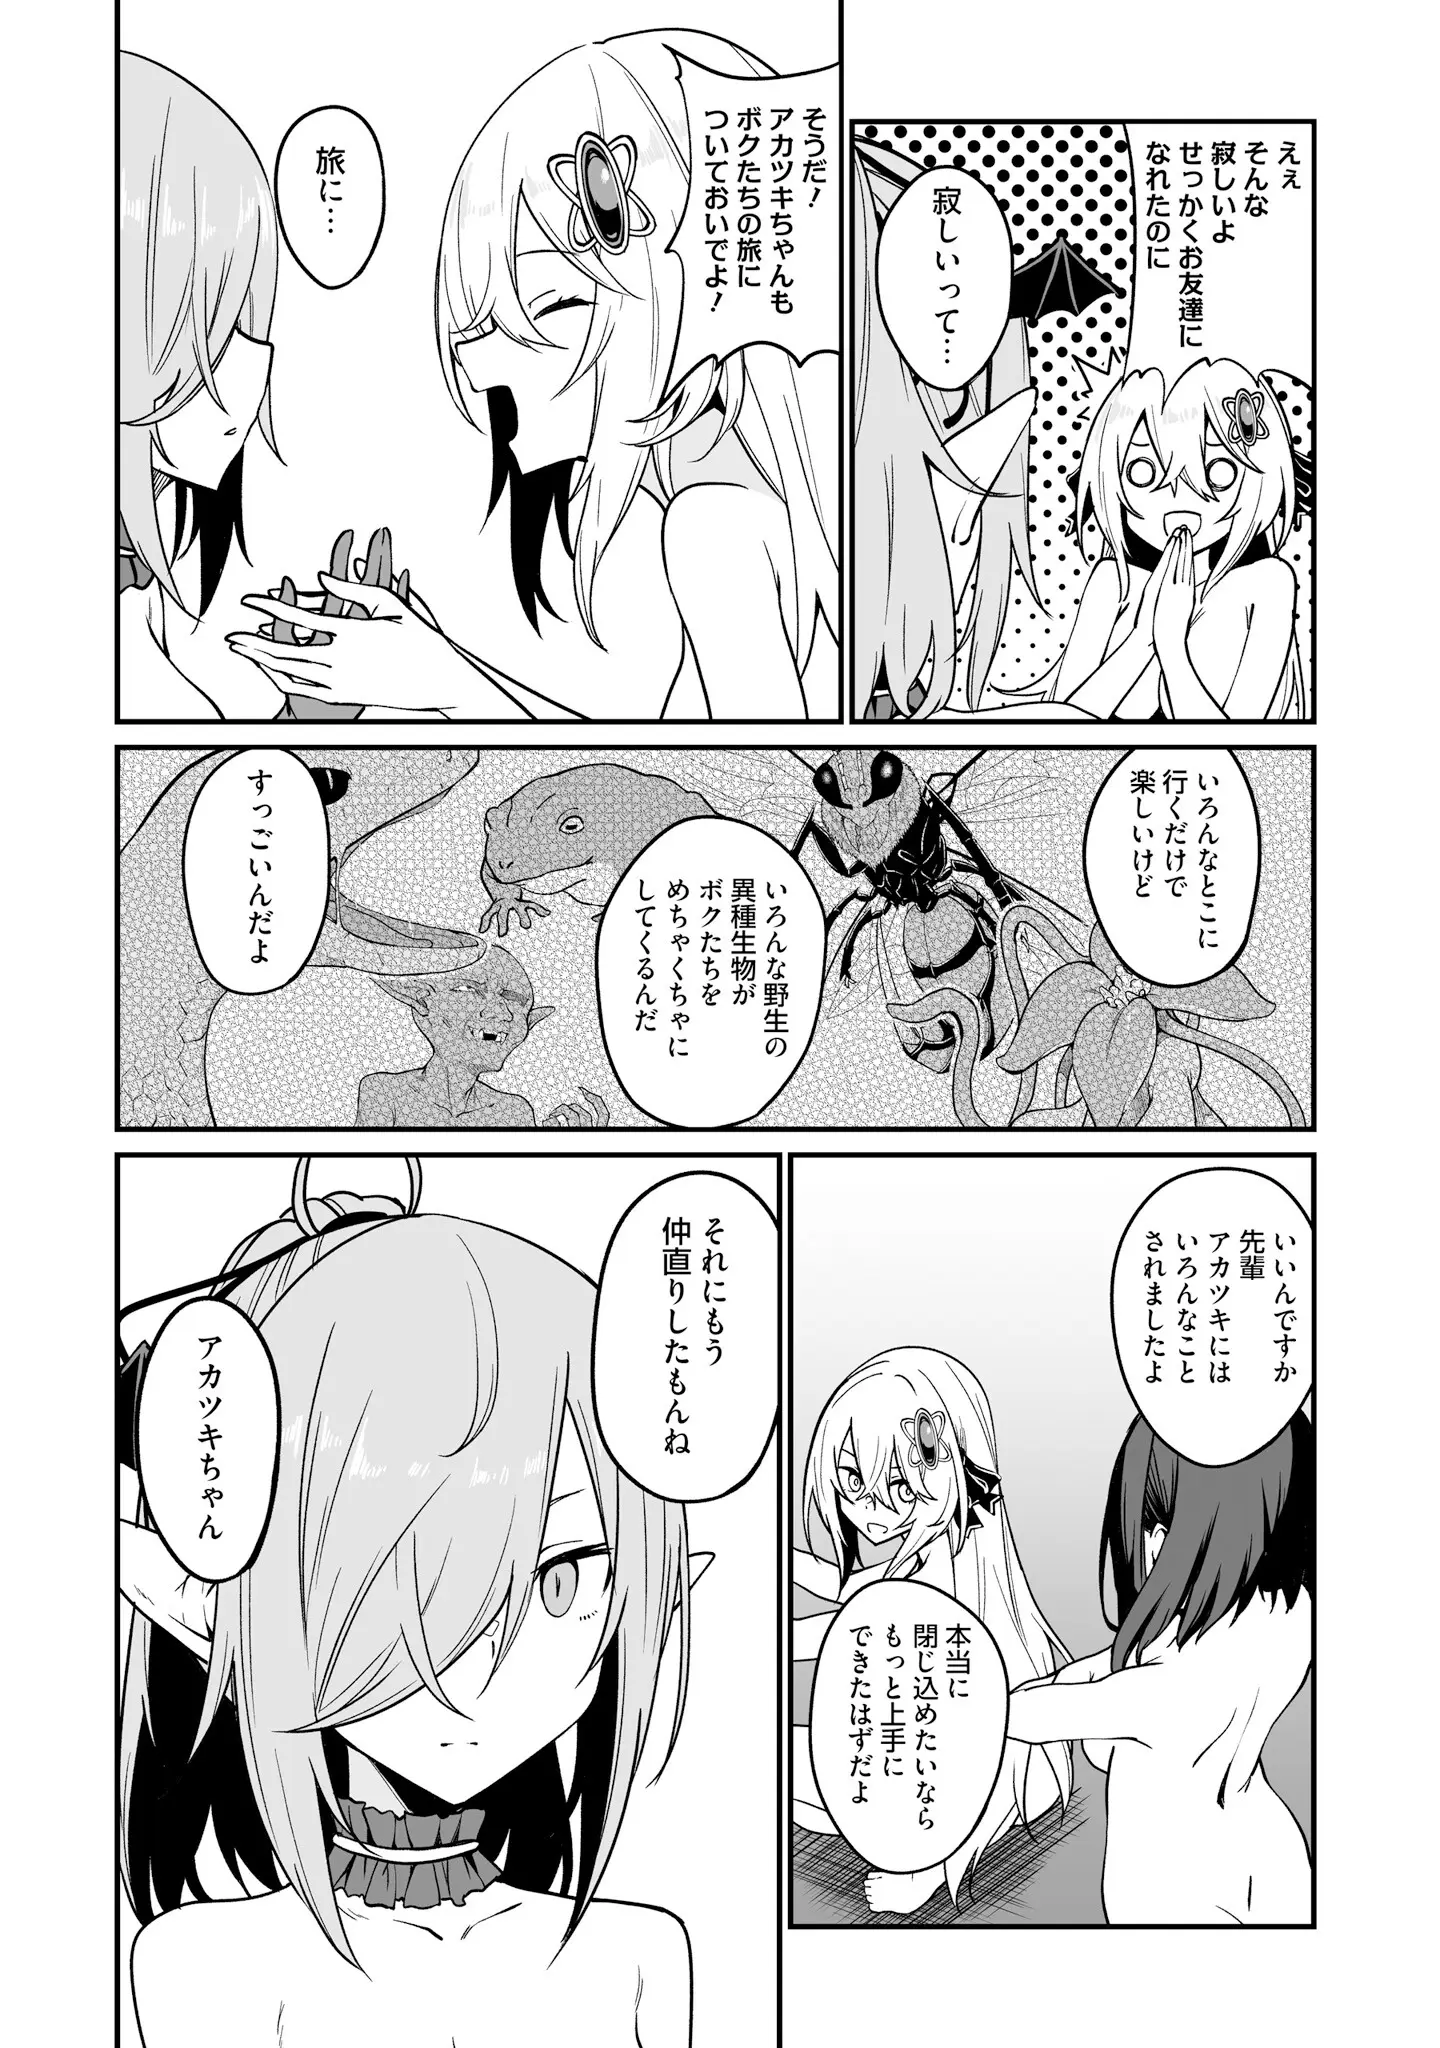 ええ
そんな
寂しいよ
せっかくお友達に
なれたのに
寂しいって…
そうだ！
アカツキちゃんも
ボクたちの旅に
ついておいでよ！
旅に…
いろんなとこに
行くだけで
楽しいけど
いろんな野生の
異種生物が
ボクたちを
めちゃくちゃに
してくるんだ
すっごいんだよ
いいんですか
先輩
アカツキには
いろんなこと
されましたよ
本当に
閉じ込めたいなら
もっと上手に
できたはずだよ
それにもう
仲直りしたもんね
アカツキちゃん